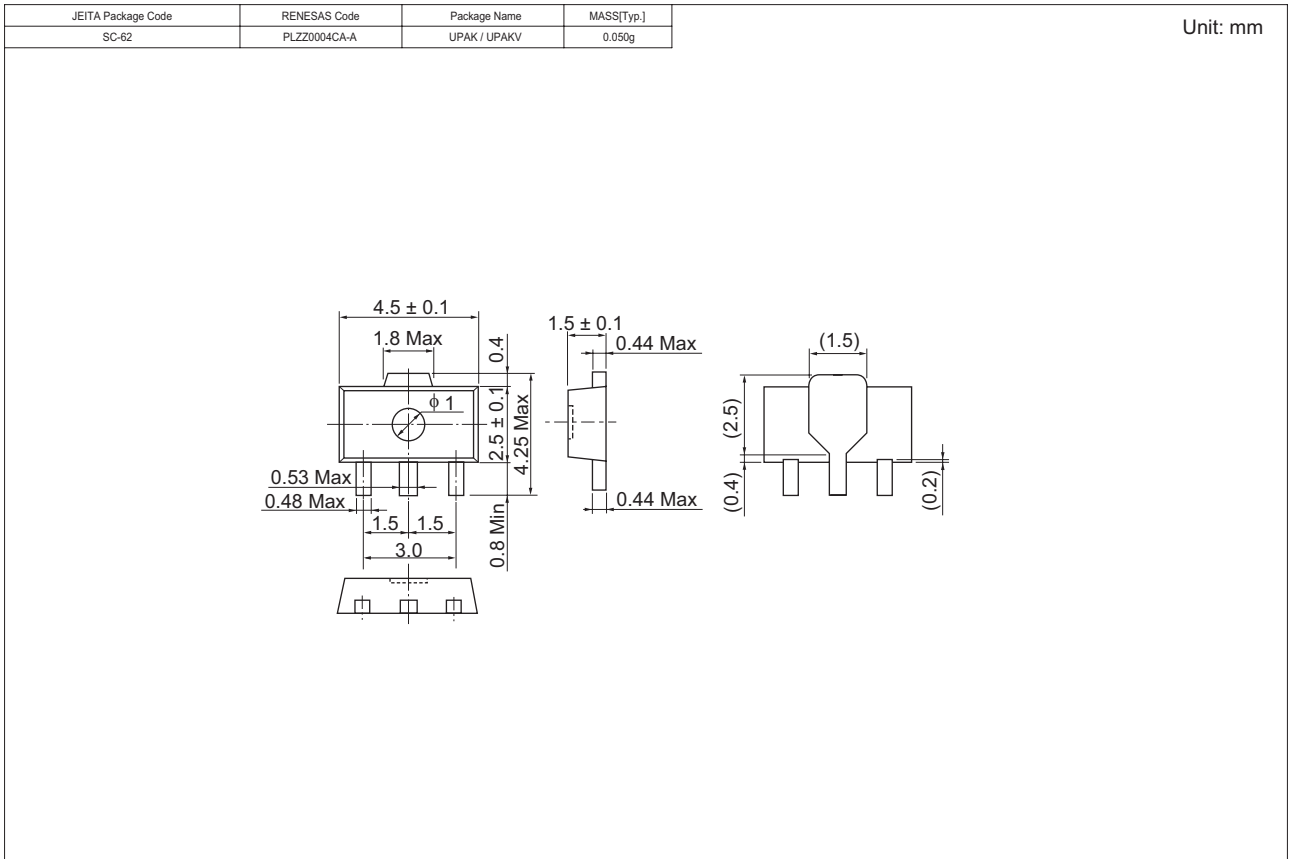 JEITA Package Code RENESAS Code Package Name MASS[Typ.]
SC-62 PLZZ0004CA-A UPAK / UPAKV 0.050g
Unit: mm
4.5 ± 0.1
1.8 Max
0.4
ϕ 1
2.5 ± 0.1
4.25 Max
0.53 Max
0.48 Max
1.5 1.5
3.0
0.8 Min
1.5 ± 0.1
0.44 Max
0.44 Max
(1.5)
(2.5)
(0.4)
(0.2)